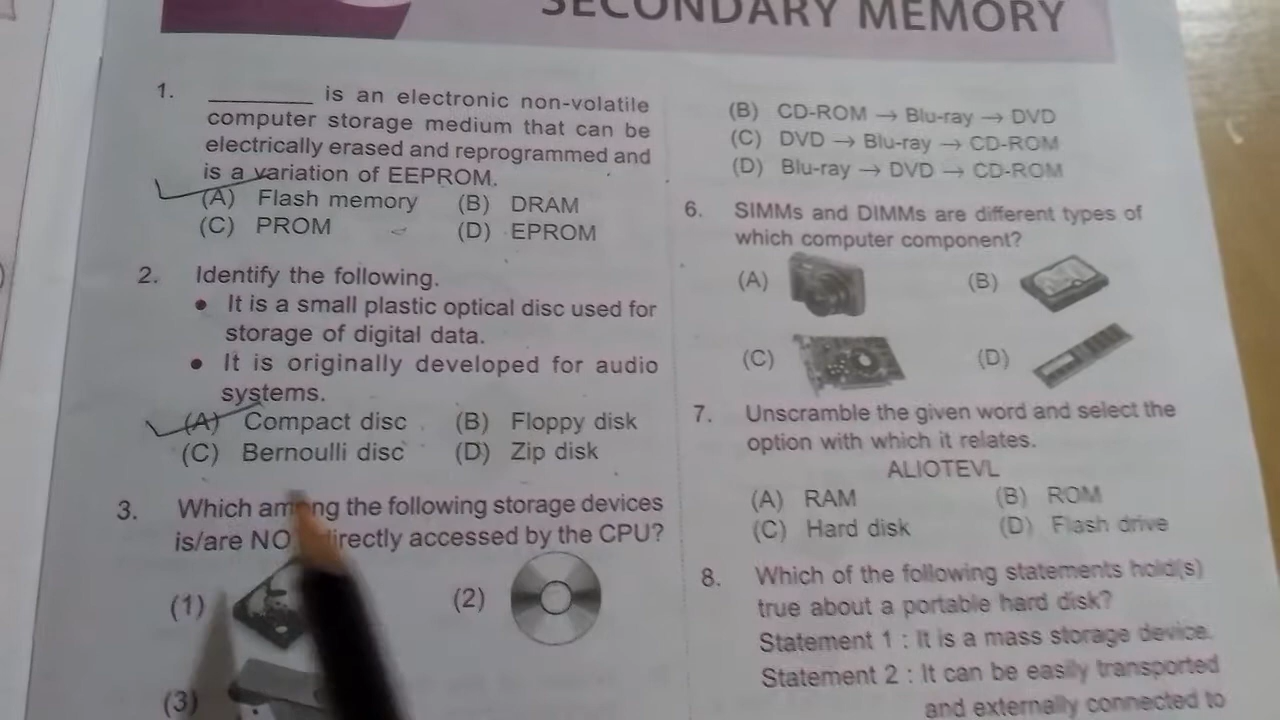 SECONDARY MEMORY
1. ________ is an electronic non-volatile
computer storage medium that can be
electrically erased and reprogrammed and
is a variation of EEPROM.
(A) Flash memory (B) DRAM
(C) PROM (D) EPROM
2. Identify the following.
• It is a small plastic optical disc used for
storage of digital data.
• It is originally developed for audio
systems.
(A) Compact disc (B) Floppy disk
(C) Bernoulli disc (D) Zip disk
3. Which among the following storage devices
is/are NO directly accessed by the CPU?
(1) (2)
(3)
(B) CD-ROM → Blu-ray → DVD
(C) DVD → Blu-ray → CD-ROM
(D) Blu-ray → DVD → CD-ROM
6. SIMMs and DIMMs are different types of
which computer component?
(A) (B)
(C) (D)
7. Unscramble the given word and select the
option with which it relates.
ALIOTEVL
(A) RAM (B) ROM
(C) Hard disk (D) Flash drive
8. Which of the following statements hold(s)
true about a portable hard disk?
Statement 1 : It is a mass storage device.
Statement 2 : It can be easily transported
and externally connected to